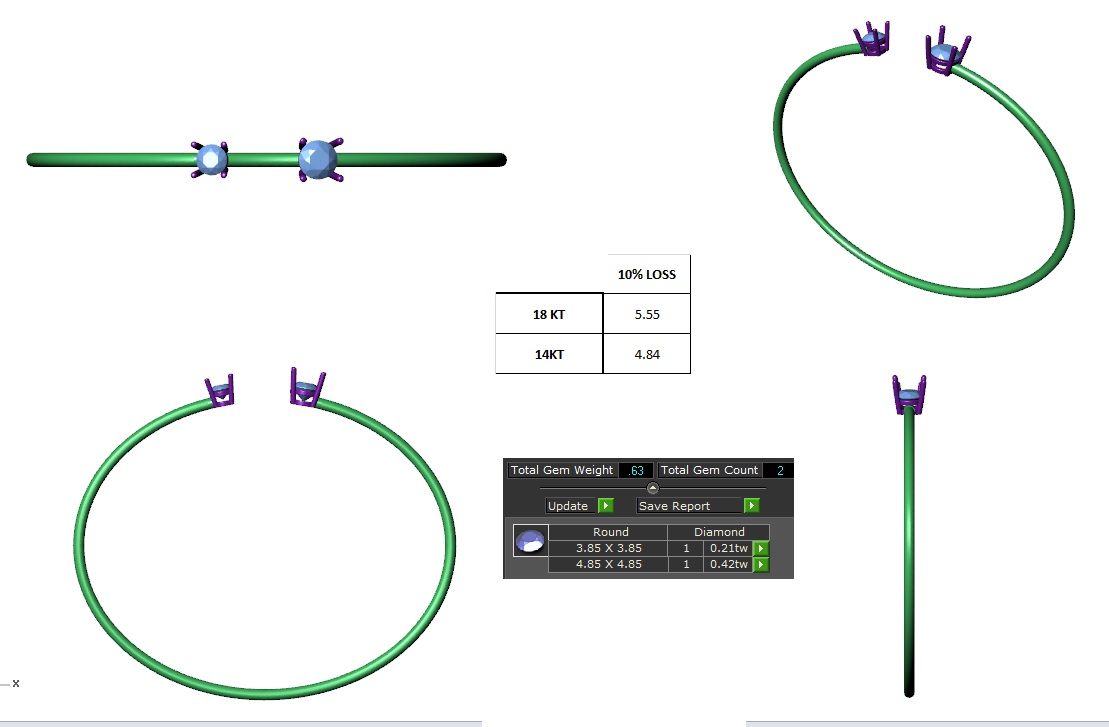 10% LOSS
18 KT 5.55
14KT 4.84
Total Gem Weight .63 Total Gem Count 2
Update Save Report
Round Diamond
3.85 X 3.85 1 0.21tw
4.85 X 4.85 1 0.42tw
x